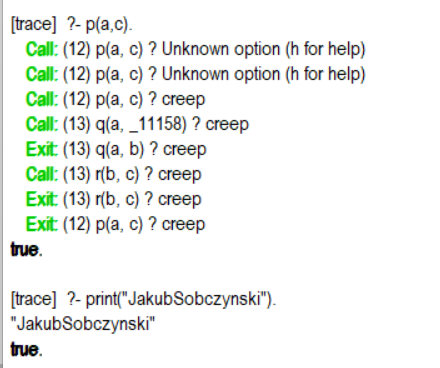 [trace]  ?- p(a,c).
Call: (12) p(a, c) ? Unknown option (h for help)
Call: (12) p(a, c) ? Unknown option (h for help)
Call: (12) p(a, c) ? creep
Call: (13) q(a, _11158) ? creep
Exit: (13) q(a, b) ? creep
Call: (13) r(b, c) ? creep
Exit: (13) r(b, c) ? creep
Exit: (12) p(a, c) ? creep
true.
[trace]  ?- print("JakubSobczynski").
"JakubSobczynski"
true.